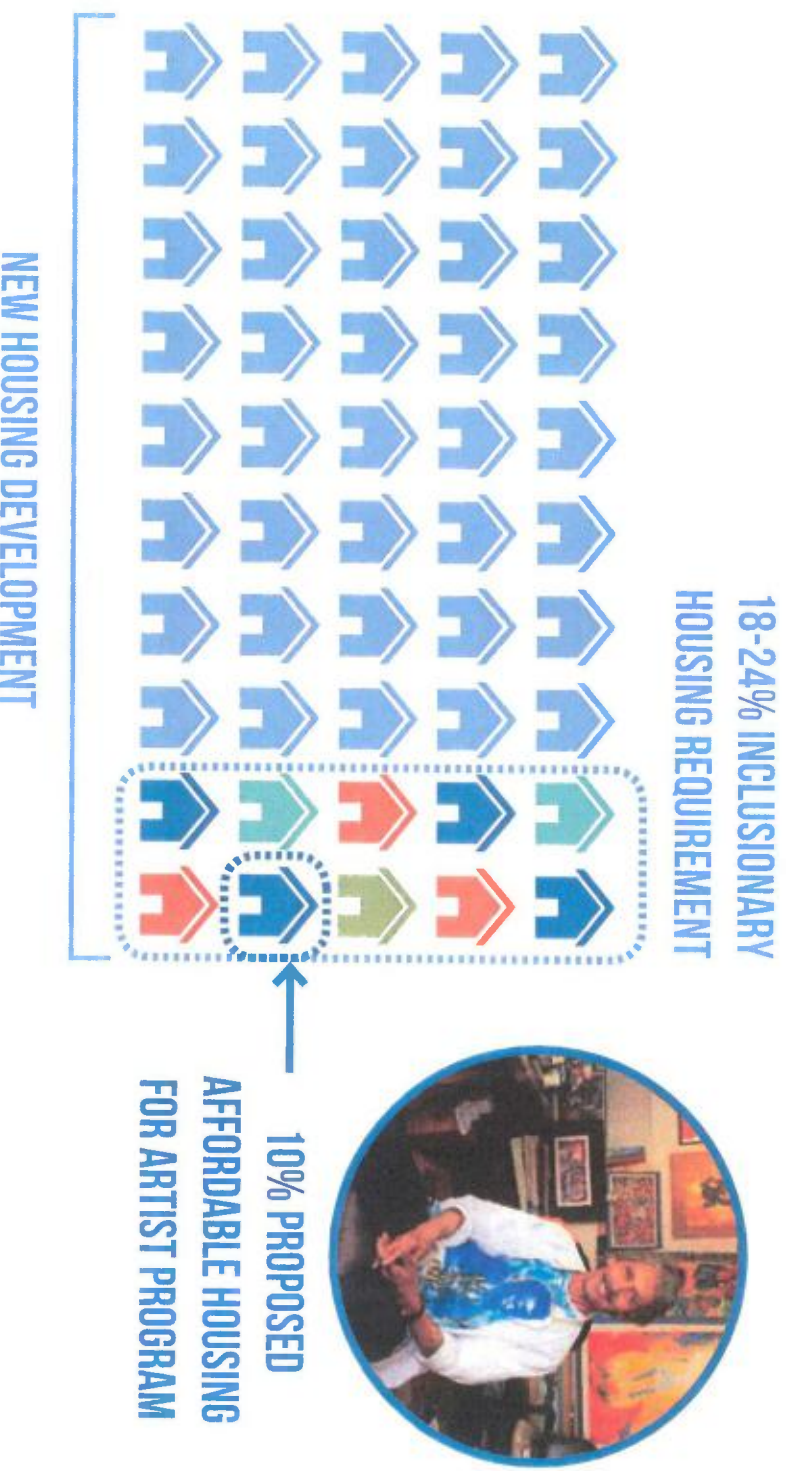 18-24% INCLUSIONARY
HOUSING REQUIREMENT
10% PROPOSED
AFFORDABLE HOUSING
FOR ARTIST PROGRAM
NEW HOUSING DEVELOPMENT